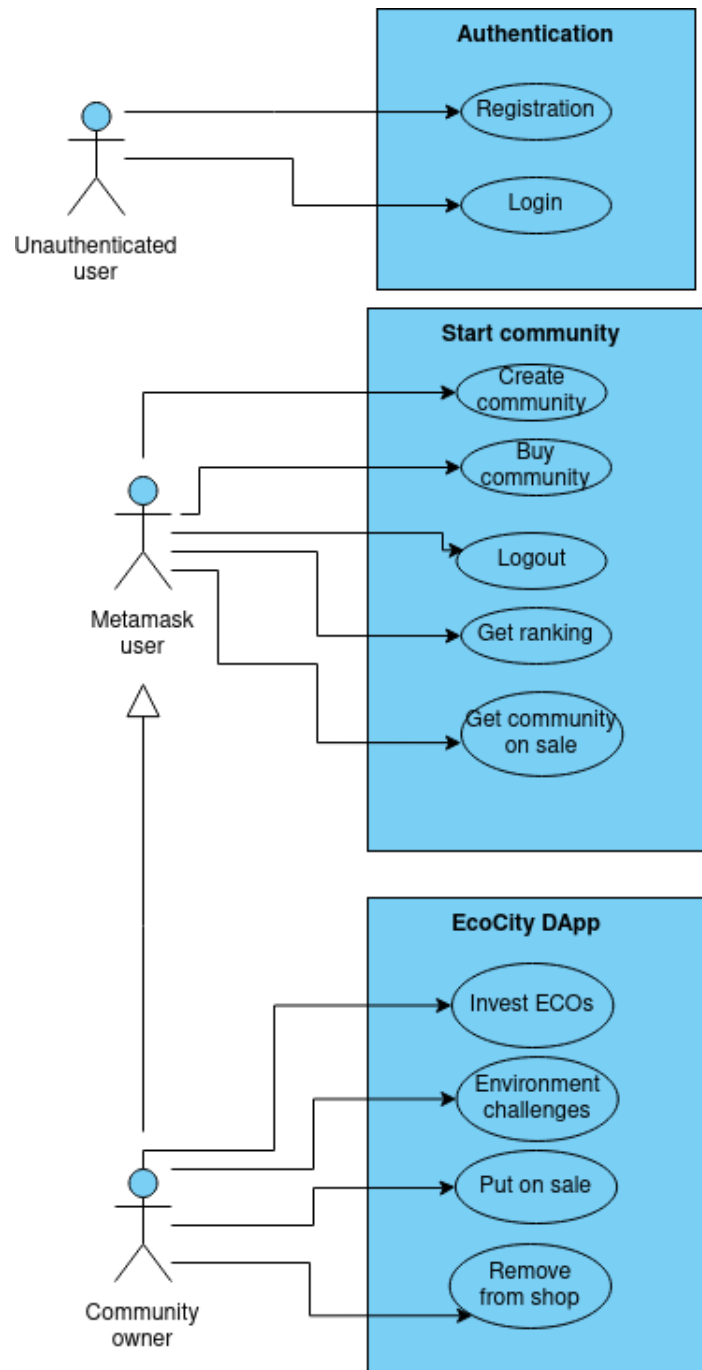 Authentication
Registration
Login
Unauthenticated
user
Start community
Create
community
Buy
community
Logout
Get ranking
Get community
on sale
Metamask
user
EcoCity DApp
Invest ECOs
Environment
challenges
Put on sale
Remove
from shop
Community
owner